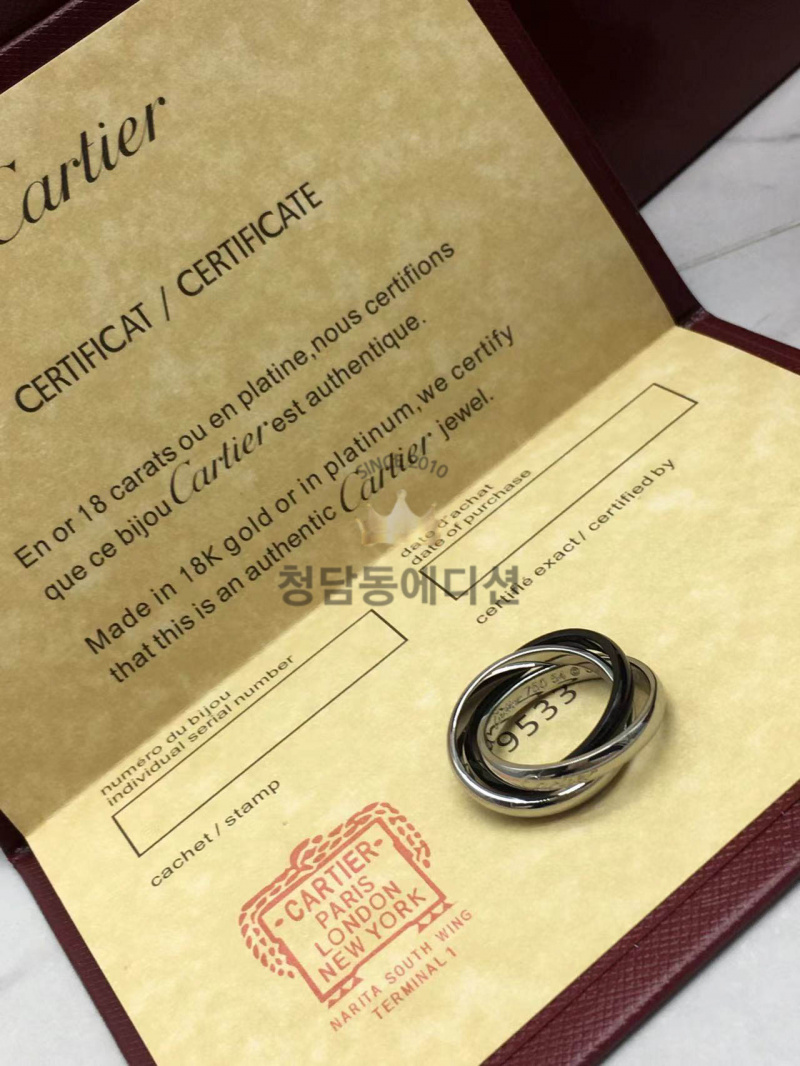 Cartier
CERTIFICAT / CERTIFICATE
En or 18 carats ou en platine,nous certifions
que ce bijou Cartier est authentique.
Made in 18K gold or in platinum,we certify
that this is an authentic Cartier jewel.
SINCE 2010
청담동에디션
date d'achat
date of purchase
certifié exact / certified by
numéro du bijou
individual serial number
cachet / stamp
750 54
9533
CARTIER
PARIS
LONDON
NEW YORK
NARITA SOUTH WING
TERMINAL 1